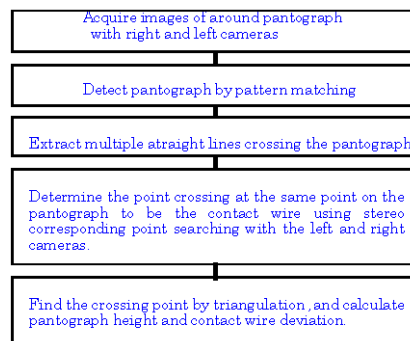 Acquire images of around pantograph
with right and left cameras
Detect pantograph by pattern matching
Extract multiple atraight lines crossing the pantograph
Determine the point crossing at the same point on the
pantograph to be the contact wire using stereo
corresponding point searching with the left and right
cameras.
Find the crossing point by triangulation, and calculate
pantograph height and contact wire deviation.